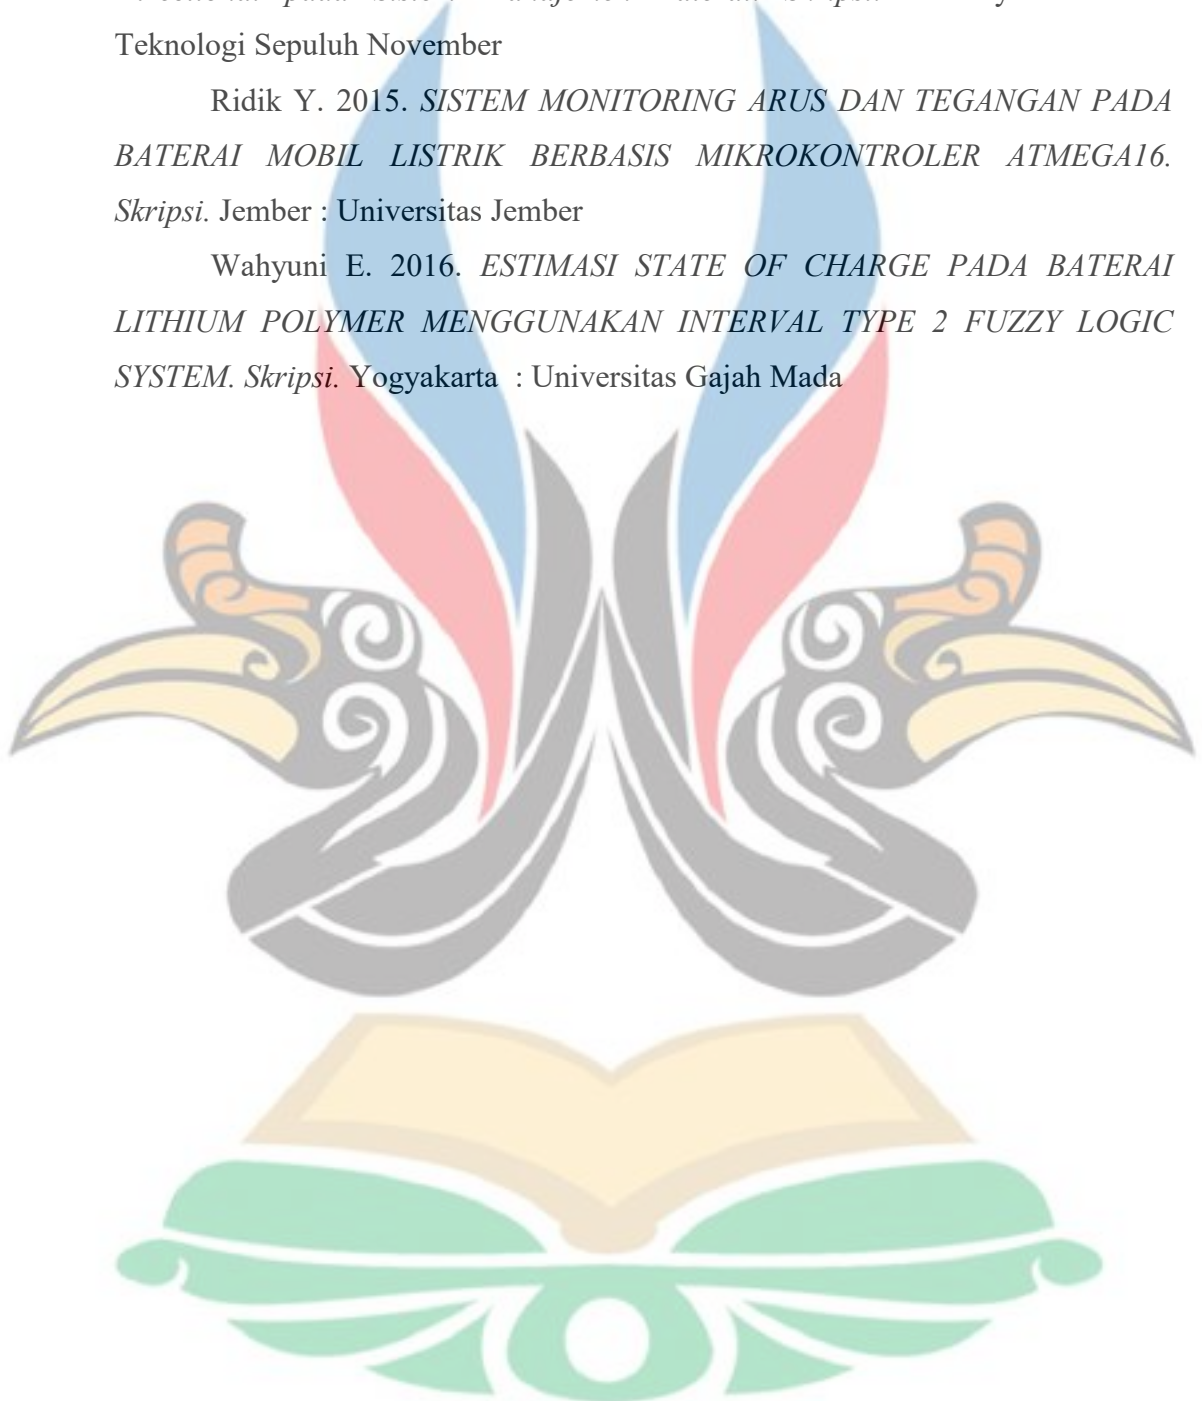 Teknologi Sepuluh November
Ridik Y. 2015. SISTEM MONITORING ARUS DAN TEGANGAN PADA
BATERAI MOBIL LISTRIK BERBASIS MIKROKONTROLER ATMEGA16.
Skripsi. Jember : Universitas Jember
Wahyuni E. 2016. ESTIMASI STATE OF CHARGE PADA BATERAI
LITHIUM POLYMER MENGGUNAKAN INTERVAL TYPE 2 FUZZY LOGIC
SYSTEM. Skripsi. Yogyakarta : Universitas Gajah Mada